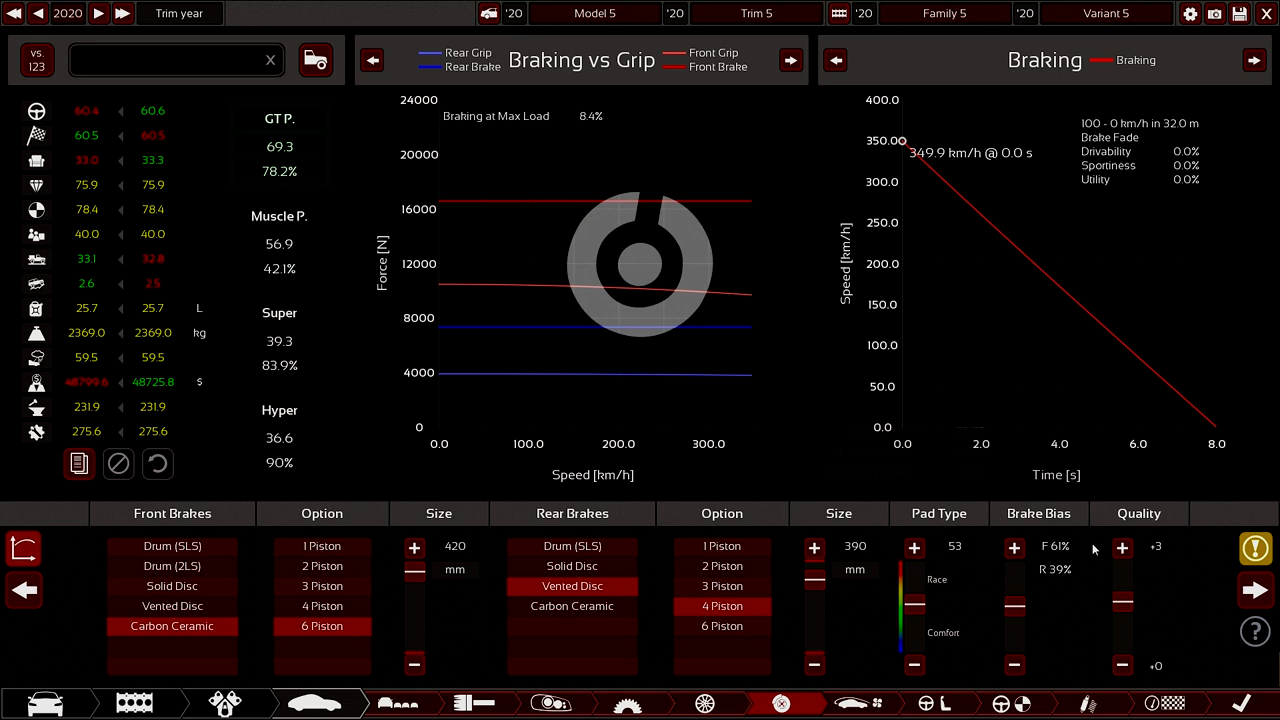 2020 Trim year '20 Model 5 '20 Trim 5 '20 Family 5 '20 Variant 5
vs. 123 X
Rear Grip Front Grip
Braking vs Grip
Rear Brake Front Brake
Braking Braking
60.4 60.6
60.5 60.5
33.0 33.3
75.9 75.9
78.4 78.4
40.0 40.0
33.1 32.8
2.6 2.5
25.7 25.7 L
2369.0 2369.0 kg
59.5 59.5
48799.6 48725.8 $
231.9 231.9
275.6 275.6
GT P.
69.3
78.2%
Muscle P.
56.9
42.1%
Super
39.3
83.9%
Hyper
36.6
90%
Braking at Max Load 8.4%
24000
20000
16000
12000
8000
4000
0
Force [N]
0.0 100.0 200.0 300.0
Speed [km/h]
400.0
350.0
300.0
250.0
200.0
150.0
100.0
50.0
0.0
Speed [km/h]
349.9 km/h @ 0.0 s
100 - 0 km/h in 32.0 m
Brake Fade
Drivability 0.0%
Sportiness 0.0%
Utility 0.0%
0.0 2.0 4.0 6.0 8.0
Time [s]
Front Brakes Option Size Rear Brakes Option Size Pad Type Brake Bias Quality
Drum (SLS)
Drum (2LS)
Solid Disc
Vented Disc
Carbon Ceramic
1 Piston
2 Piston
3 Piston
4 Piston
6 Piston
+ 420
mm
−
Drum (SLS)
Solid Disc
Vented Disc
Carbon Ceramic
1 Piston
2 Piston
3 Piston
4 Piston
6 Piston
+ 390
mm
−
+ 53
Race
Comfort
−
+ F 61%
R 39%
−
+ +3
− +0